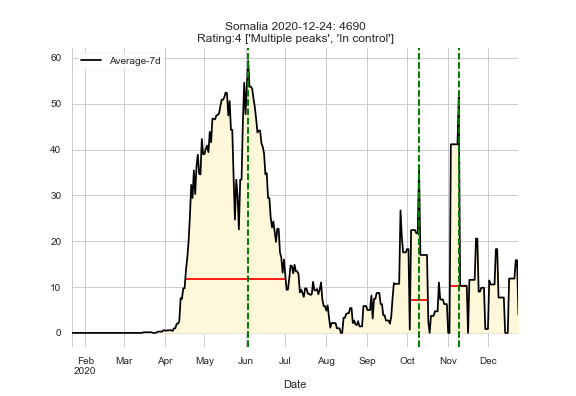 Somalia 2020-12-24: 4690
Rating:4 ['Multiple peaks', 'In control']
Average-7d
60
50
40
30
20
10
0
Feb Mar Apr May Jun Jul Aug Sep Oct Nov Dec
2020
Date